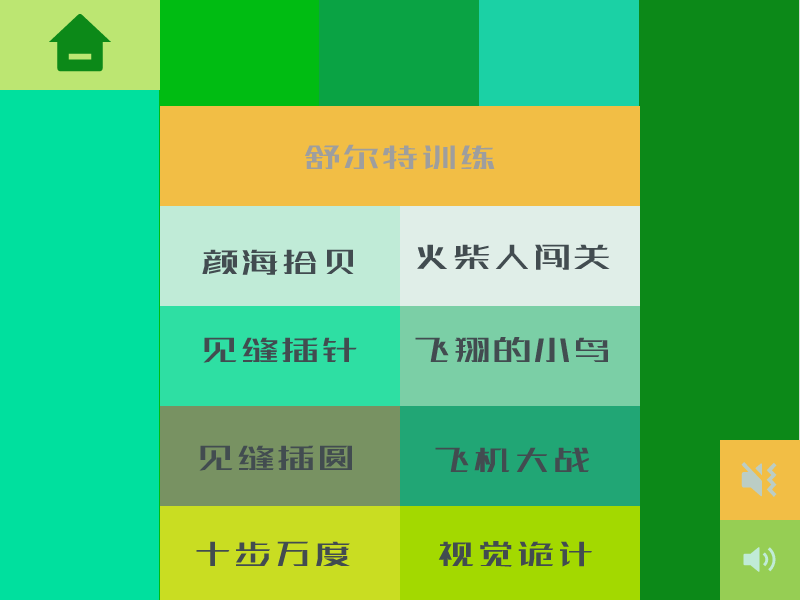 舒尔特训练
颜海拾贝
火柴人闯关
见缝插针
飞翔的小鸟
见缝插圆
飞机大战
十步万度
视觉诡计